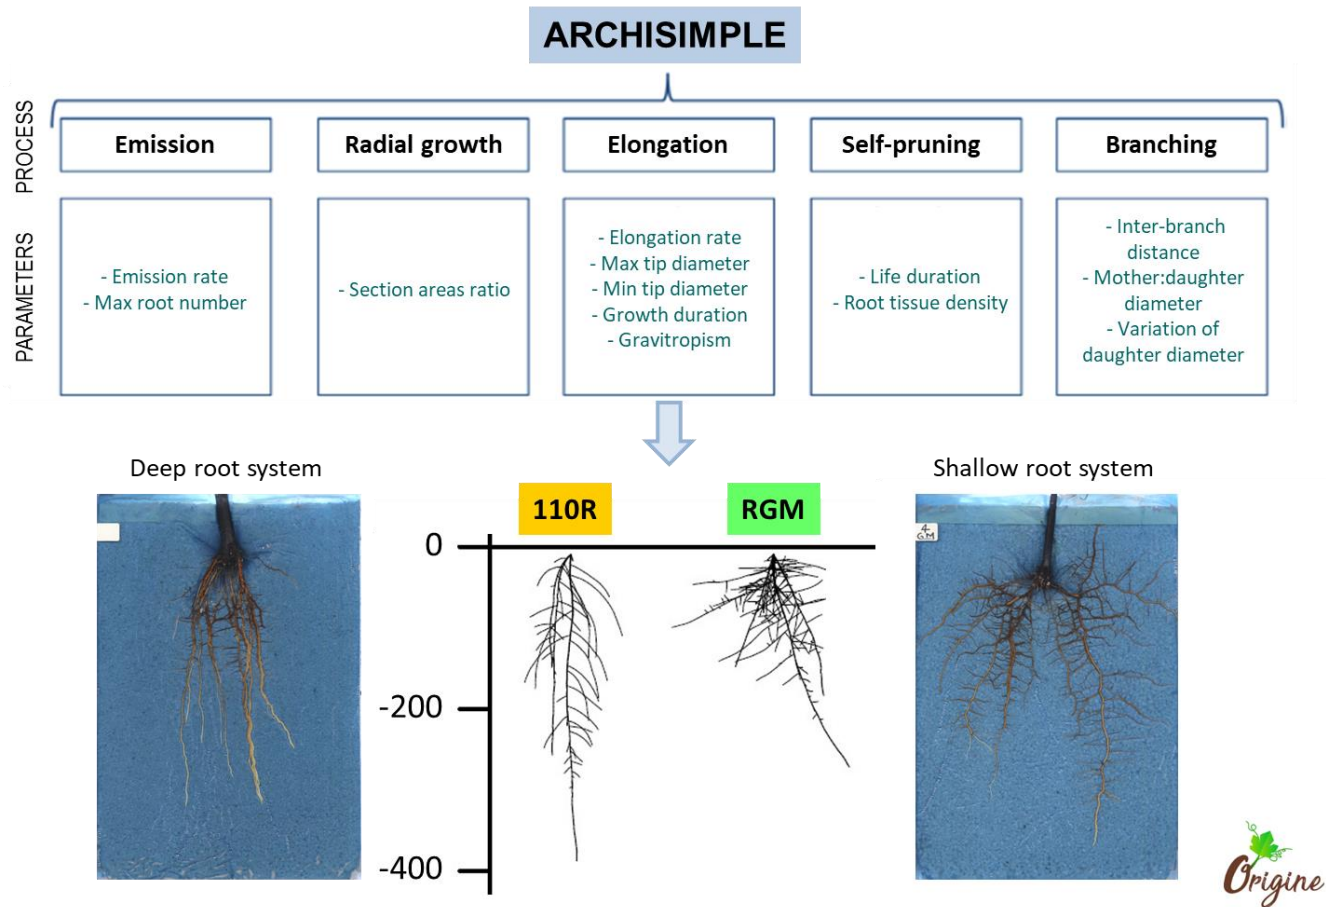 ARCHISIMPLE
PROCESS
Emission
Radial growth
Elongation
Self-pruning
Branching
PARAMETERS
- Emission rate
- Max root number
- Section areas ratio
- Elongation rate
- Max tip diameter
- Min tip diameter
- Growth duration
- Gravitropism
- Life duration
- Root tissue density
- Inter-branch
distance
- Mother:daughter
diameter
- Variation of
daughter diameter
Deep root system
110R
RGM
Shallow root system
0
-200
-400
4
GM
Origine